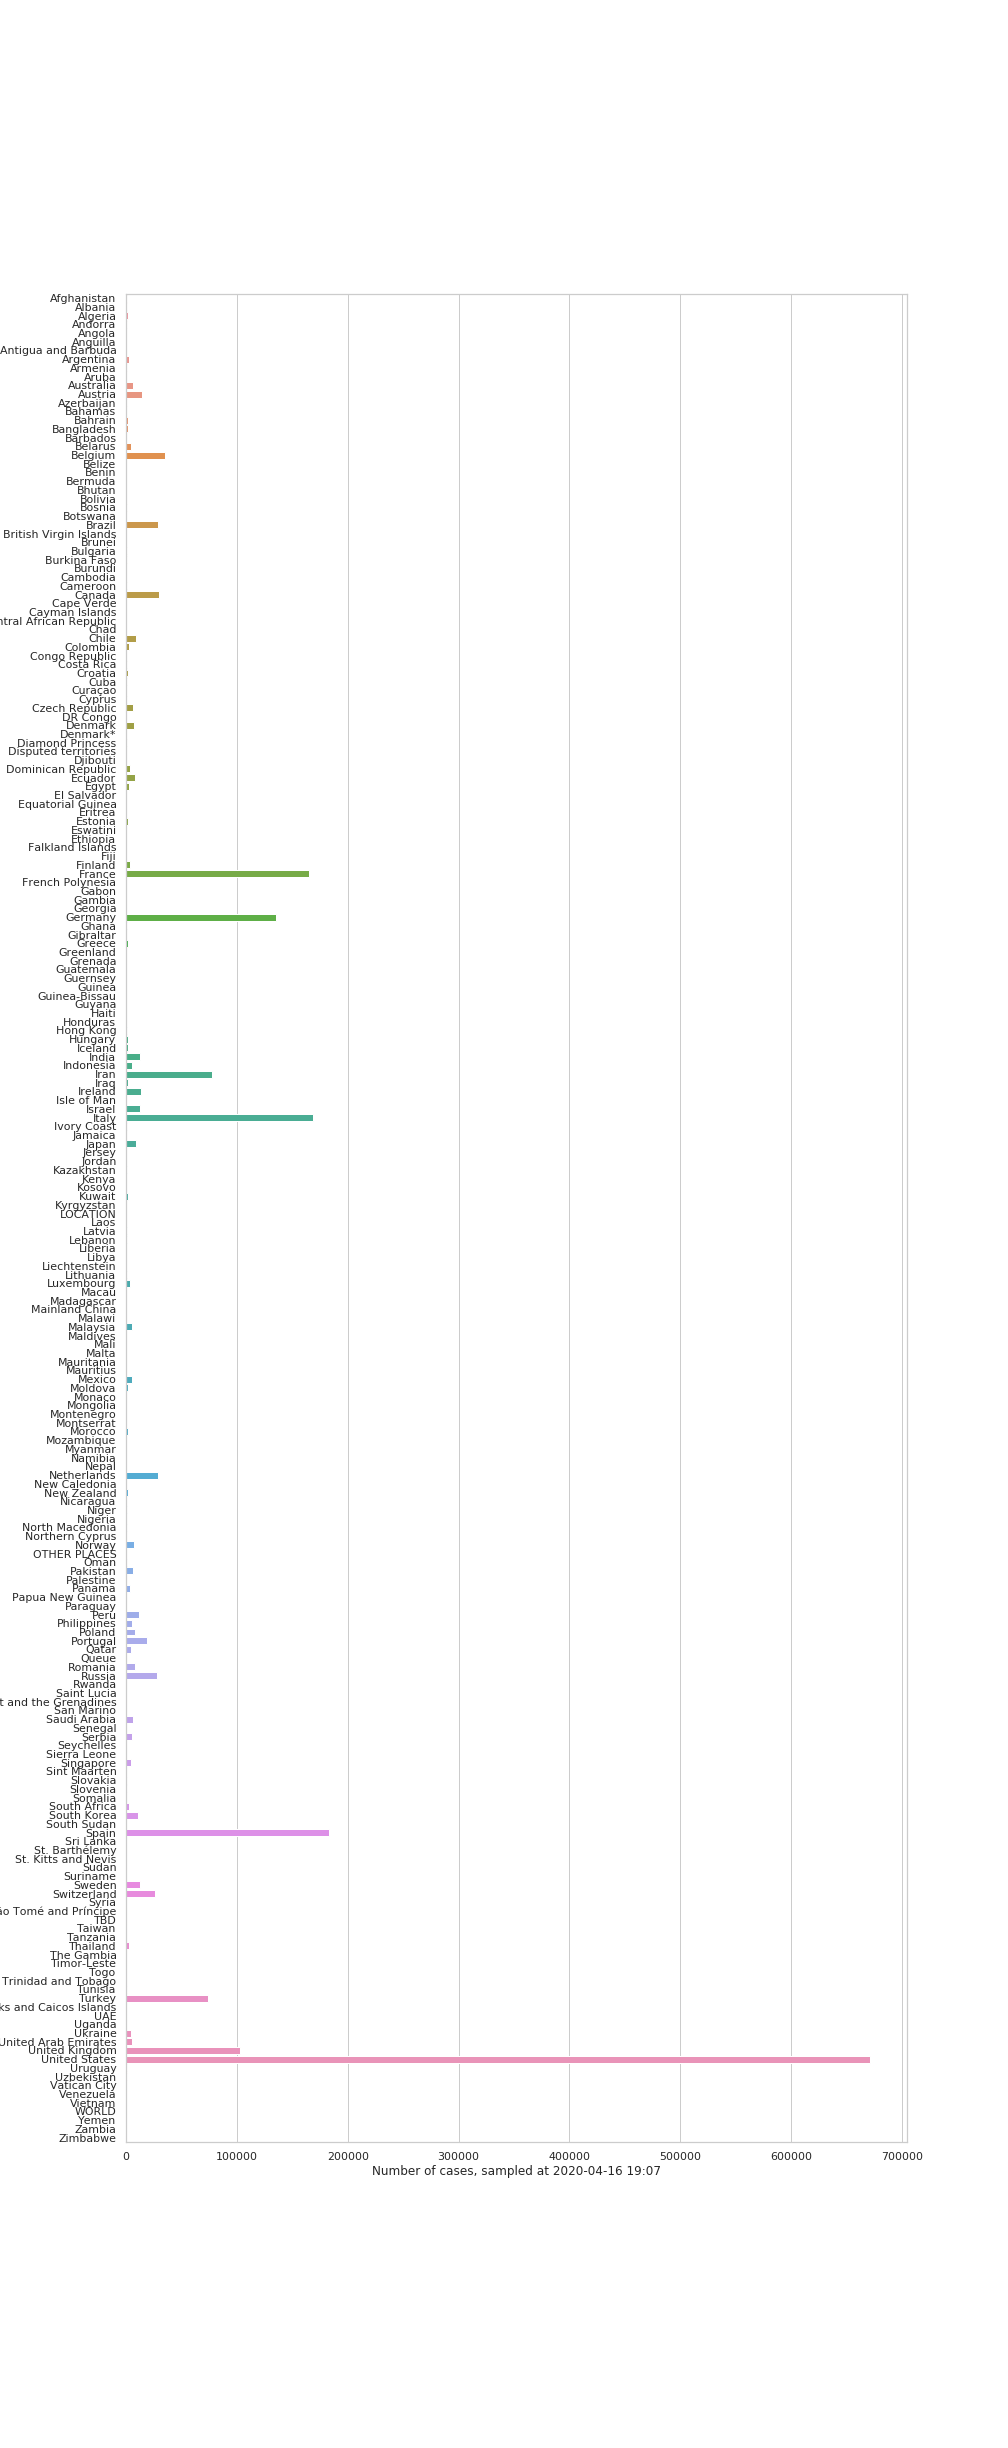 Afghanistan
Albania
Algeria
Andorra
Angola
Anguilla
Antigua and Barbuda
Argentina
Armenia
Aruba
Australia
Austria
Azerbaijan
Bahamas
Bahrain
Bangladesh
Barbados
Belarus
Belgium
Belize
Benin
Bermuda
Bhutan
Bolivia
Bosnia
Botswana
Brazil
British Virgin Islands
Brunei
Bulgaria
Burkina Faso
Burundi
Cambodia
Cameroon
Canada
Cape Verde
Cayman Islands
ntral African Republic
Chad
Chile
Colombia
Congo Republic
Costa Rica
Croatia
Cuba
Curaçao
Cyprus
Czech Republic
DR Congo
Denmark
Denmark*
Diamond Princess
Disputed territories
Djibouti
Dominican Republic
Ecuador
Egypt
El Salvador
Equatorial Guinea
Eritrea
Estonia
Eswatini
Ethiopia
Falkland Islands
Fiji
Finland
France
French Polynesia
Gabon
Gambia
Georgia
Germany
Ghana
Gibraltar
Greece
Greenland
Grenada
Guatemala
Guernsey
Guinea
Guinea-Bissau
Guyana
Haiti
Honduras
Hong Kong
Hungary
Iceland
India
Indonesia
Iran
Iraq
Ireland
Isle of Man
Israel
Italy
Ivory Coast
Jamaica
Japan
Jersey
Jordan
Kazakhstan
Kenya
Kosovo
Kuwait
Kyrgyzstan
LOCATION
Laos
Latvia
Lebanon
Liberia
Libya
Liechtenstein
Lithuania
Luxembourg
Macau
Madagascar
Mainland China
Malawi
Malaysia
Maldives
Mali
Malta
Mauritania
Mauritius
Mexico
Moldova
Monaco
Mongolia
Montenegro
Montserrat
Morocco
Mozambique
Myanmar
Namibia
Nepal
Netherlands
New Caledonia
New Zealand
Nicaragua
Niger
Nigeria
North Macedonia
Northern Cyprus
Norway
OTHER PLACES
Oman
Pakistan
Palestine
Panama
Papua New Guinea
Paraguay
Peru
Philippines
Poland
Portugal
Qatar
Queue
Romania
Russia
Rwanda
Saint Lucia
t and the Grenadines
San Marino
Saudi Arabia
Senegal
Serbia
Seychelles
Sierra Leone
Singapore
Sint Maarten
Slovakia
Slovenia
Somalia
South Africa
South Korea
South Sudan
Spain
Sri Lanka
St. Barthélemy
St. Kitts and Nevis
Sudan
Suriname
Sweden
Switzerland
Syria
ão Tomé and Príncipe
TBD
Taiwan
Tanzania
Thailand
The Gambia
Timor-Leste
Togo
Trinidad and Tobago
Tunisia
Turkey
ks and Caicos Islands
UAE
Uganda
Ukraine
United Arab Emirates
United Kingdom
United States
Uruguay
Uzbekistan
Vatican City
Venezuela
Vietnam
WORLD
Yemen
Zambia
Zimbabwe
0 100000 200000 300000 400000 500000 600000 700000
Number of cases, sampled at 2020-04-16 19:07